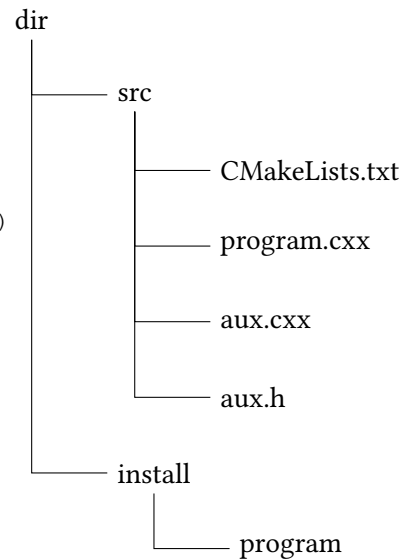 dir
src
CMakeLists.txt
)
program.cxx
aux.cxx
aux.h
install
program